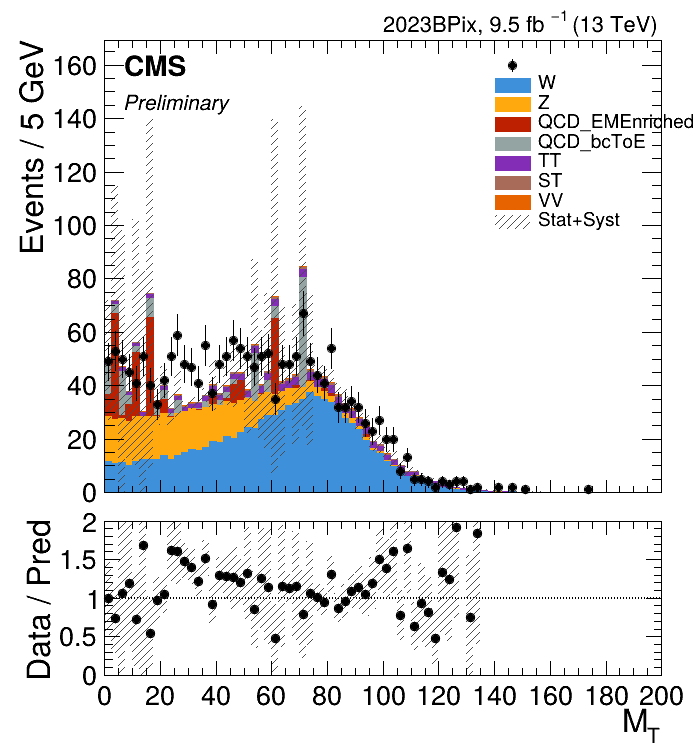 2023BPix, 9.5 fb⁻¹ (13 TeV)
Events / 5 GeV
160
140
120
100
80
60
40
20
0
CMS
Preliminary
W
Z
QCD_EMEnriched
QCD_bcToE
TT
ST
VV
Stat+Syst
Data / Pred
2
1.5
1
0.5
0
0 20 40 60 80 100 120 140 160 180 200
M_T